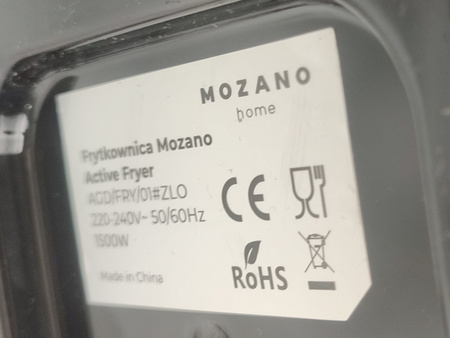 MOZANO
home
Frytkownica Mozano
Active Fryer
AGD/FRY/01#ZLO
220-240V~ 50/60Hz
1500W
Made in China
CE
RoHS